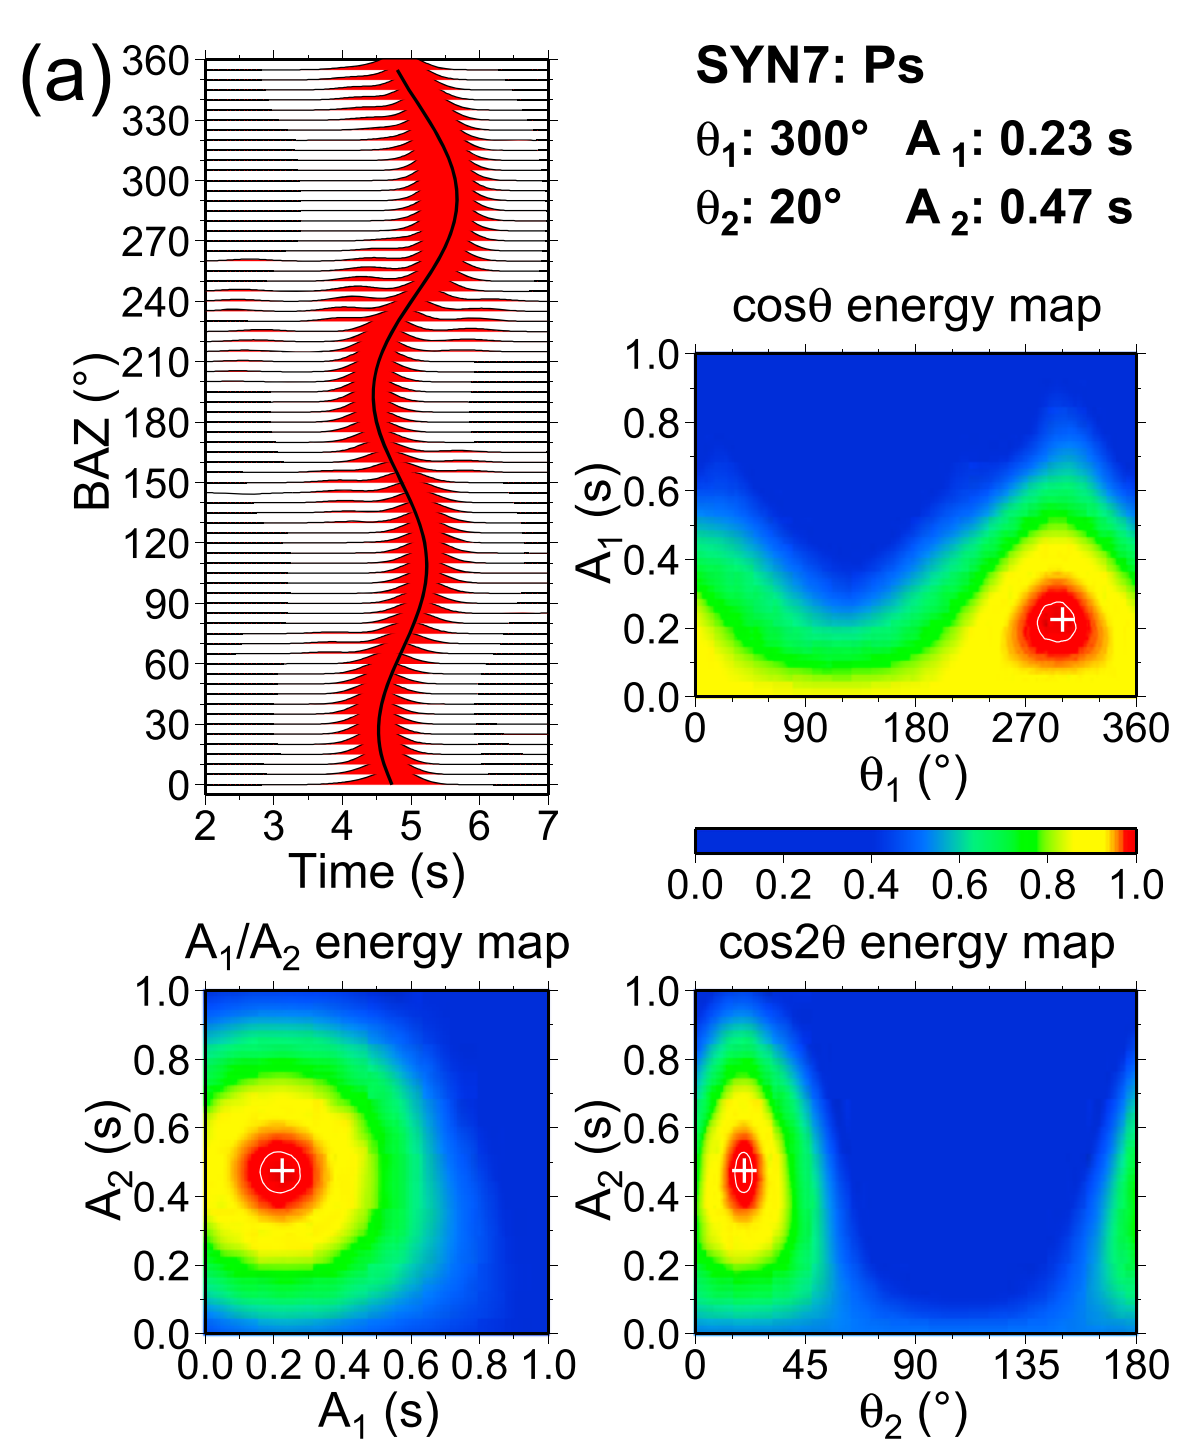 (a)
360
330
300
270
240
210
180
150
120
90
60
30
0
BAZ (°)
2 3 4 5 6 7
Time (s)
SYN7: Ps
θ1: 300° A 1: 0.23 s
θ2: 20° A 2: 0.47 s
cosθ energy map
1.0
0.8
0.6
0.4
0.2
0.0
A1 (s)
0 90 180 270 360
θ1 (°)
0.0 0.2 0.4 0.6 0.8 1.0
A1/A2 energy map
1.0
0.8
0.6
0.4
0.2
0.0
A2 (s)
0.0 0.2 0.4 0.6 0.8 1.0
A1 (s)
cos2θ energy map
1.0
0.8
0.6
0.4
0.2
0.0
A2 (s)
0 45 90 135 180
θ2 (°)